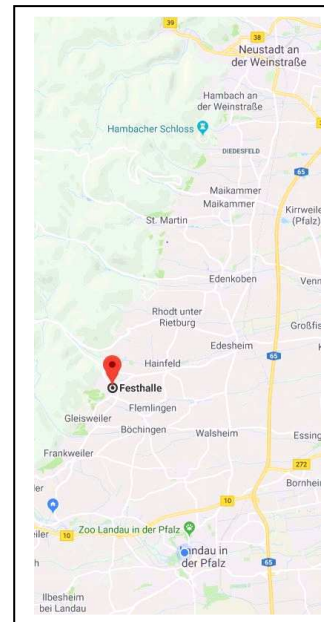 39
38
Neustadt an
der Weinstraße
Hambach an
der Weinstraße
Hambacher Schloss
DIEDESFELD
65
Maikammer
Maikammer
Kirrweile
(Pfalz)
St. Martin
Edenkoben
Venn
Rhodt unter
Rietburg
Großfis
Edesheim
65
Hainfeld
Festhalle
Flemlingen
Gleisweiler
Böchingen
Walsheim
Essing
Frankweiler
272
Bornhei
10
Zoo Landau in der Pfalz
10
eiler
andau in
der Pfalz
65
Ilbesheim
bei Landau